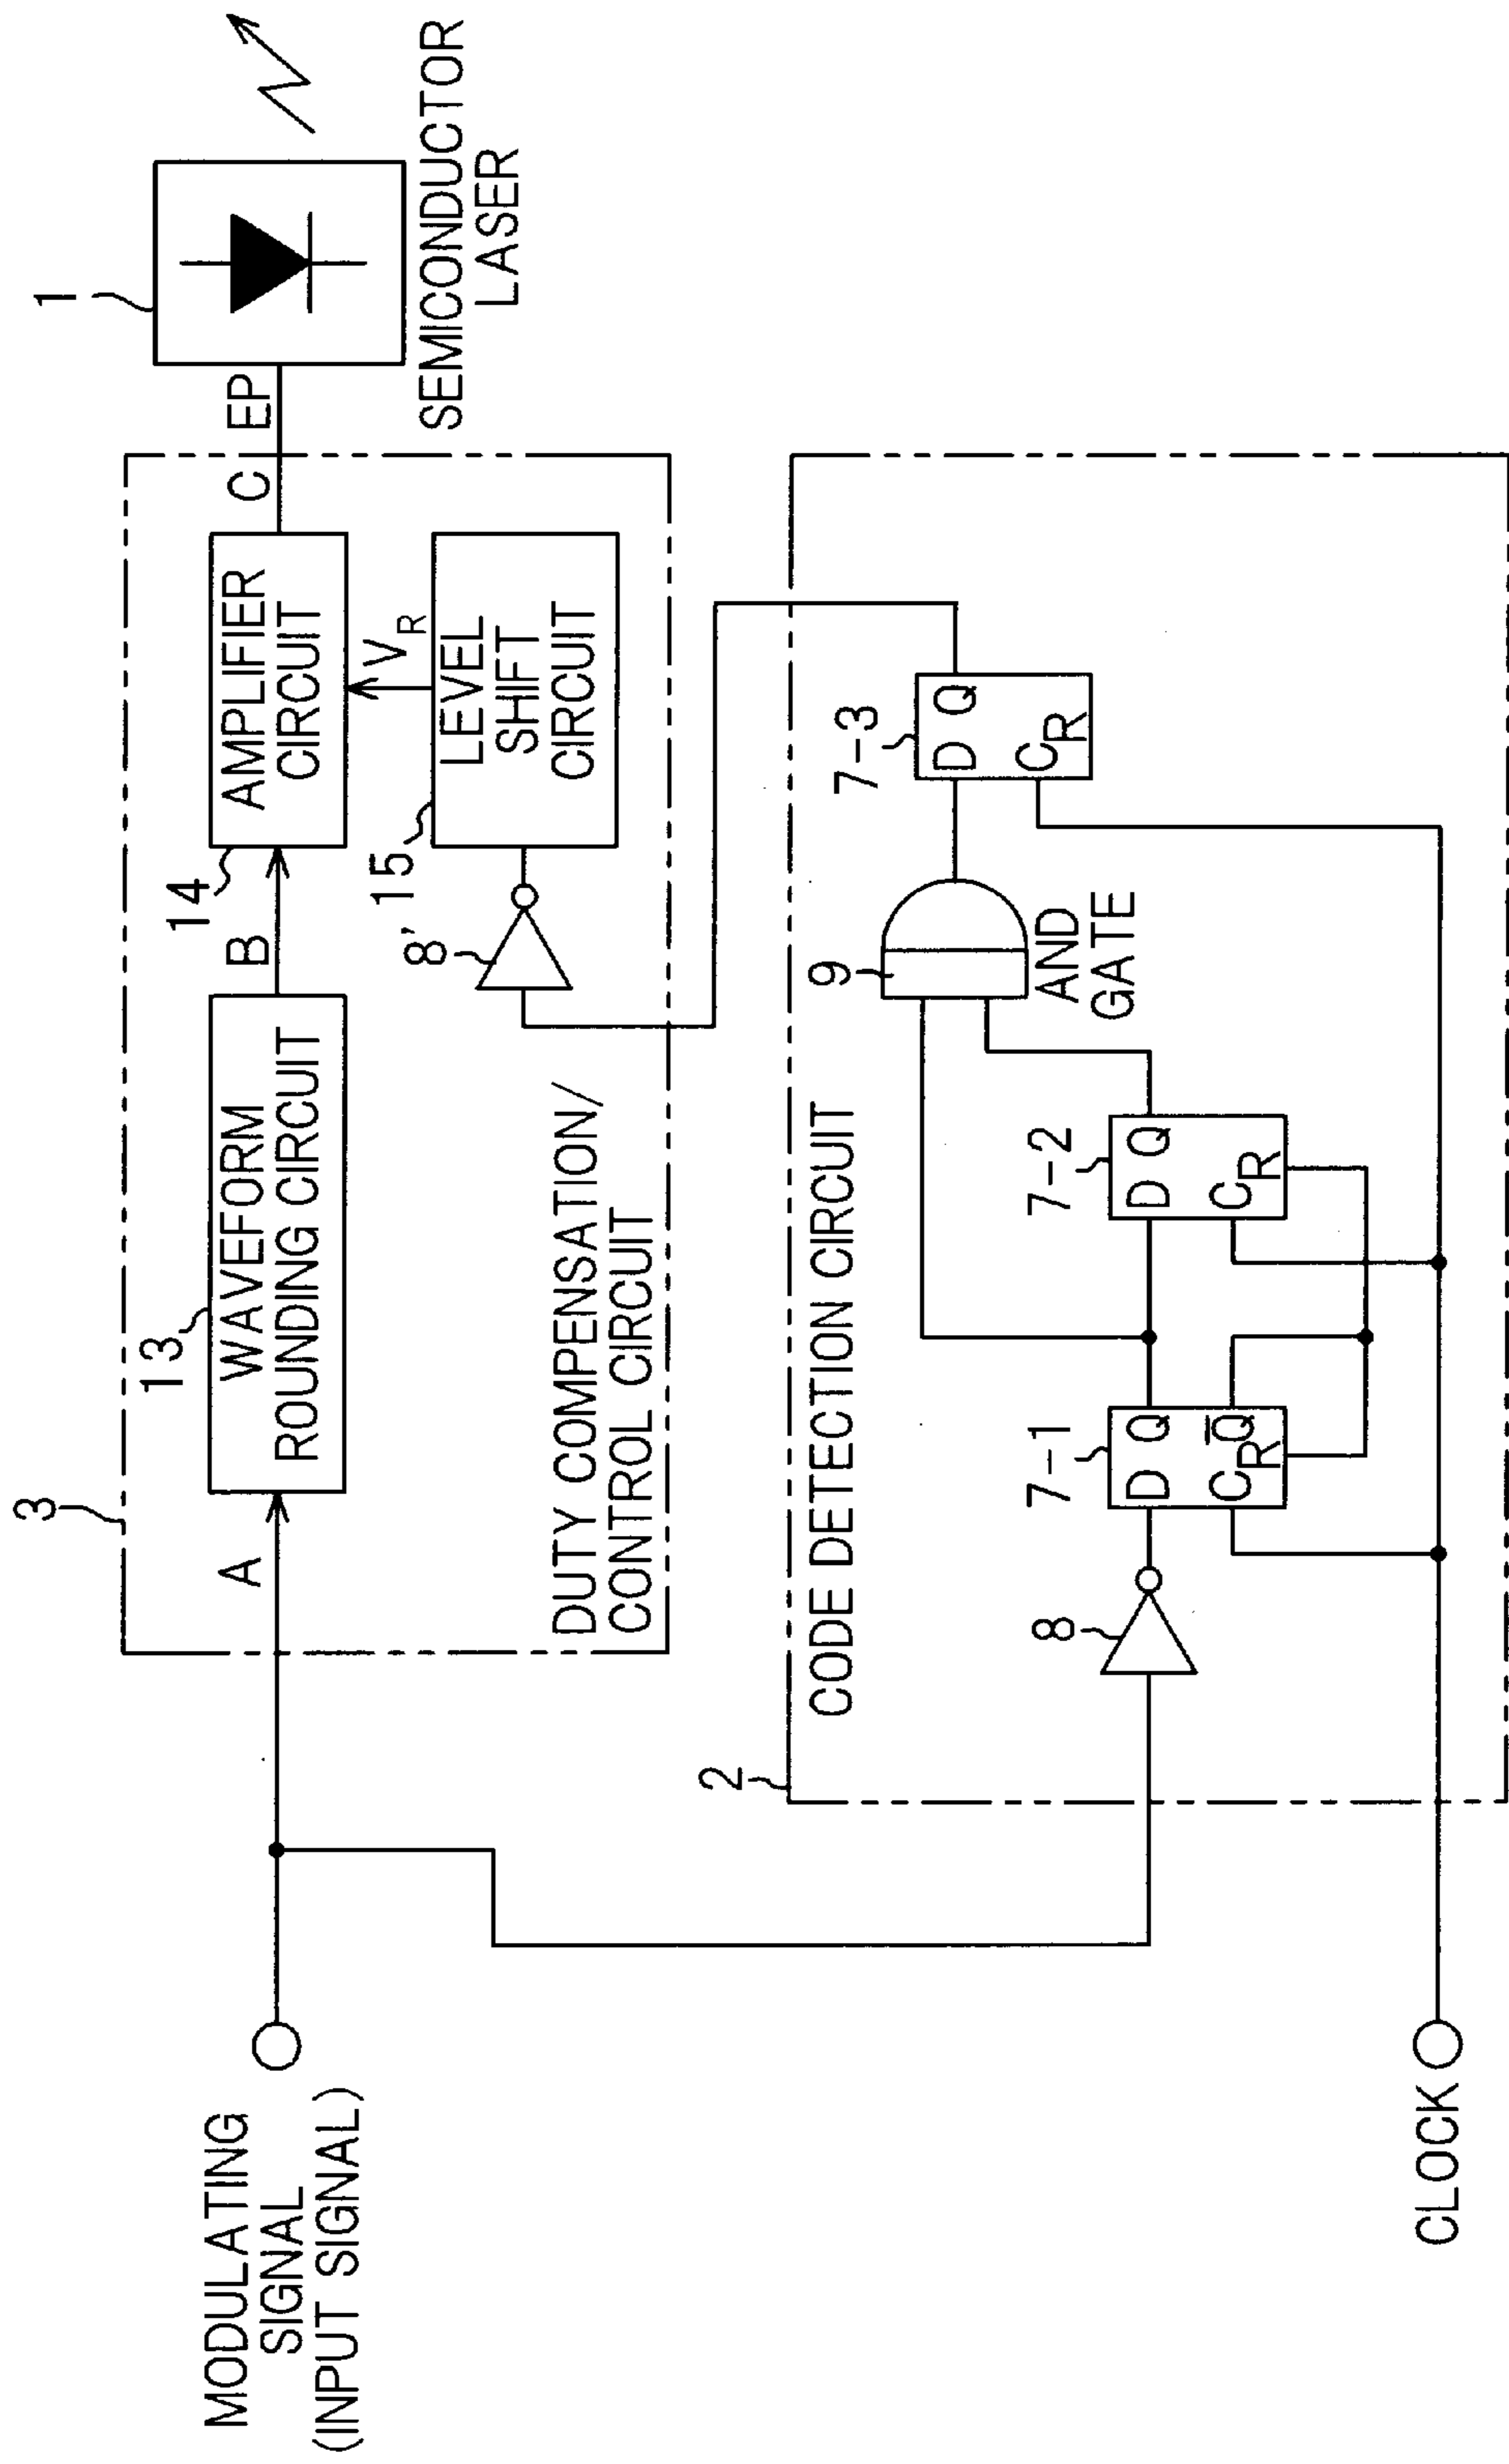 MODULATING
SIGNAL
(INPUT SIGNAL)
3
A
13
WAVEFORM
ROUNDING CIRCUIT
B
14
AMPLIFIER
CIRCUIT
C
EP
1
SEMICONDUCTOR
LASER
V R
15
LEVEL
SHIFT
CIRCUIT
8'
DUTY COMPENSATION/
CONTROL CIRCUIT
2
CODE DETECTION CIRCUIT
8
7-1
D Q
C Q
R
7-2
D Q
C
R
9
AND
GATE
7-3
D Q
C
R
CLOCK